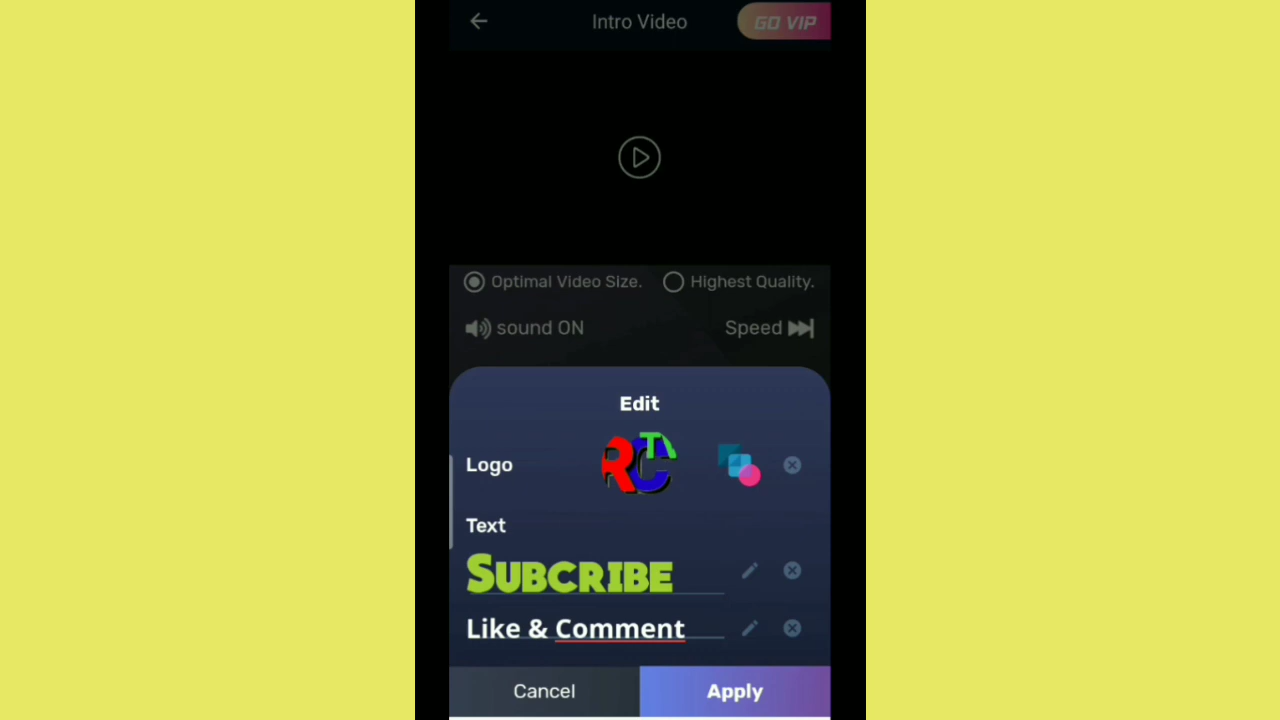 Intro Video
GO VIP
Optimal Video Size.
Highest Quality.
sound ON
Speed
Edit
Logo
RCTA
Text
SUBCRIBE
Like & Comment
Cancel
Apply